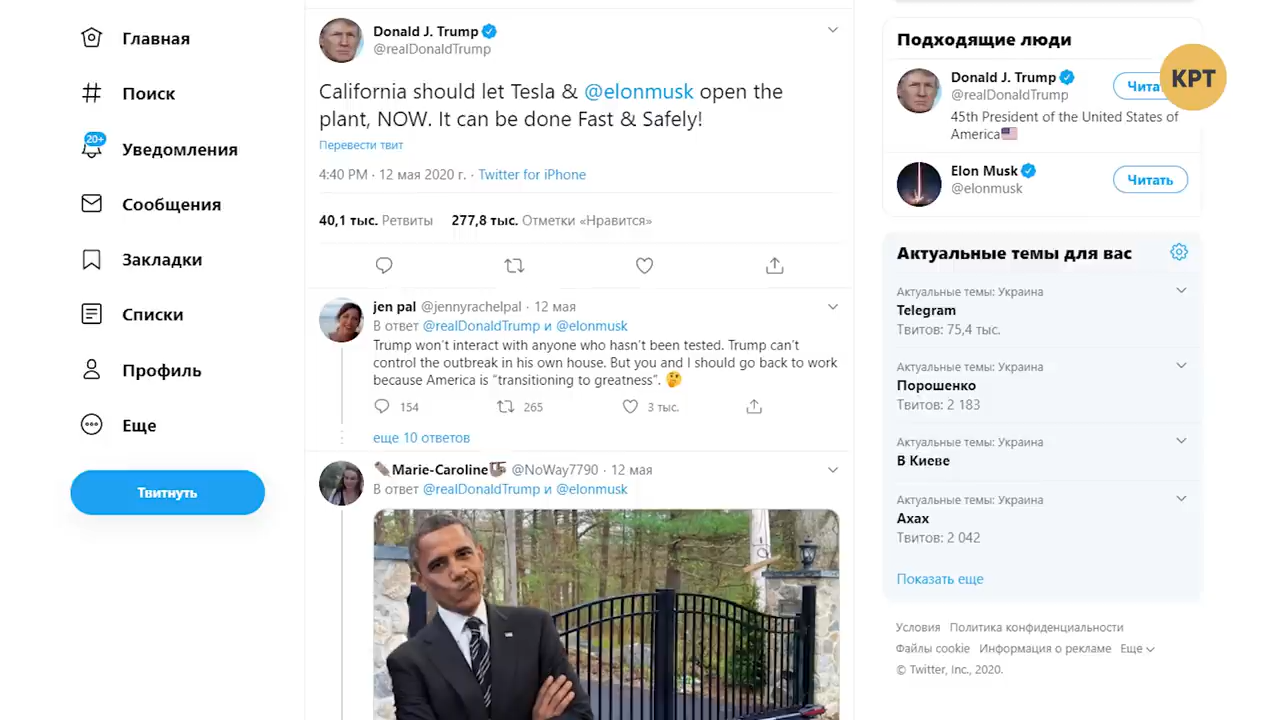 Главная
Поиск
20+
Уведомления
Сообщения
Закладки
Списки
Профиль
Еще
Твитнуть
Donald J. Trump
@realDonaldTrump
California should let Tesla & @elonmusk open the
plant, NOW. It can be done Fast & Safely!
Перевести твит
4:40 PM · 12 мая 2020 г. · Twitter for iPhone
40,1 тыс. Ретвиты 277,8 тыс. Отметки «Нравится»
jen pal @jennyrachelpal · 12 мая
В ответ @realDonaldTrump и @elonmusk
Trump won't interact with anyone who hasn't been tested. Trump can't
control the outbreak in his own house. But you and I should go back to work
because America is “transitioning to greatness”. 🤔
154 265 3 тыс.
еще 10 ответов
Marie-Caroline @NoWay7790 · 12 мая
В ответ @realDonaldTrump и @elonmusk
Подходящие люди
Donald J. Trump
@realDonaldTrump
Чита
КРТ
45th President of the United States of
America🇺🇸
Elon Musk
@elonmusk
Читать
Актуальные темы для вас
Актуальные темы: Украина
Telegram
Твитов: 75,4 тыс.
Актуальные темы: Украина
Порошенко
Твитов: 2 183
Актуальные темы: Украина
В Киеве
Актуальные темы: Украина
Ахах
Твитов: 2 042
Показать еще
Условия Политика конфиденциальности
Файлы cookie Информация о рекламе Еще
© Twitter, Inc., 2020.